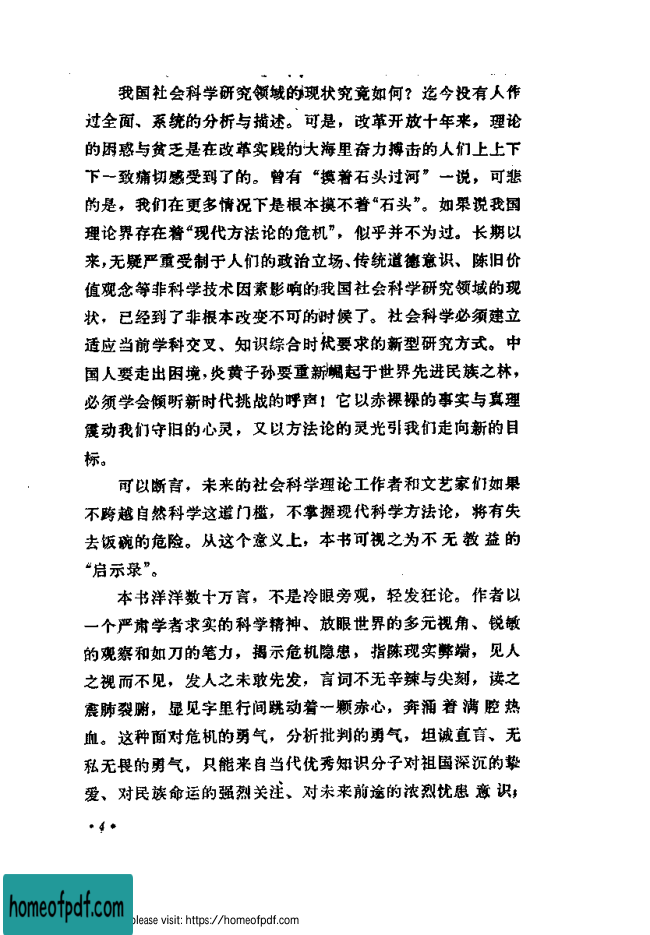 我国社会科学研究领域的现状究竟如何？迄今没有人作
过全面、系统的分析与描述。可是，改革开放十年来，理论
的困惑与贫乏是在改革实践的大海里奋力搏击的人们上上下
下一致痛切感受到了的。曾有“摸着石头过河”一说，可悲
的是，我们在更多情况下是根本摸不着“石头”。如果说我国
理论界存在着“现代方法论的危机”，似乎并不为过。长期以
来，无疑严重受制于人们的政治立场、传统道德意识、陈旧价
值观念等非科学技术因素影响的我国社会科学研究领域的现
状，已经到了非根本改变不可的时候了。社会科学必须建立
适应当前学科交叉、知识综合时代要求的新型研究方式。中
国人要走出困境，炎黄子孙要重新崛起于世界先进民族之林，
必须学会倾听新时代挑战的呼声！它以赤裸裸的事实与真理
震动我们守旧的心灵，又以方法论的灵光引我们走向新的目
标。
可以断言，未来的社会科学理论工作者和文艺家们如果
不跨越自然科学这道门槛，不掌握现代科学方法论，将有失
去饭碗的危险。从这个意义上，本书可视之为不无教益的
“启示录”。
本书洋洋数十万言，不是冷眼旁观，轻发狂论。作者以
一个严肃学者求实的科学精神、放眼世界的多元视角、锐敏
的观察和如刀的笔力，揭示危机隐患，指陈现实弊端，见人
之视而不见，发人之未敢先发，言词不无辛辣与尖刻，读之
震肺裂腑，显见字里行间跳动着一颗赤心，奔涌着满腔热
血。这种面对危机的勇气，分析批判的勇气，坦诚直言、无
私无畏的勇气，只能来自当代优秀知识分子对祖国深沉的挚
爱、对民族命运的强烈关注、对未来前途的浓烈忧患意识；
·4·
homeofpdf.com
please visit: https://homeofpdf.com